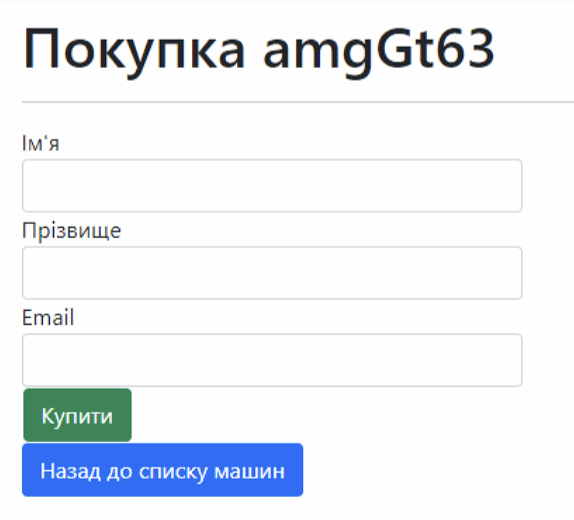 Покупка amgGt63
Ім'я
Прізвище
Email
Купити
Назад до списку машин